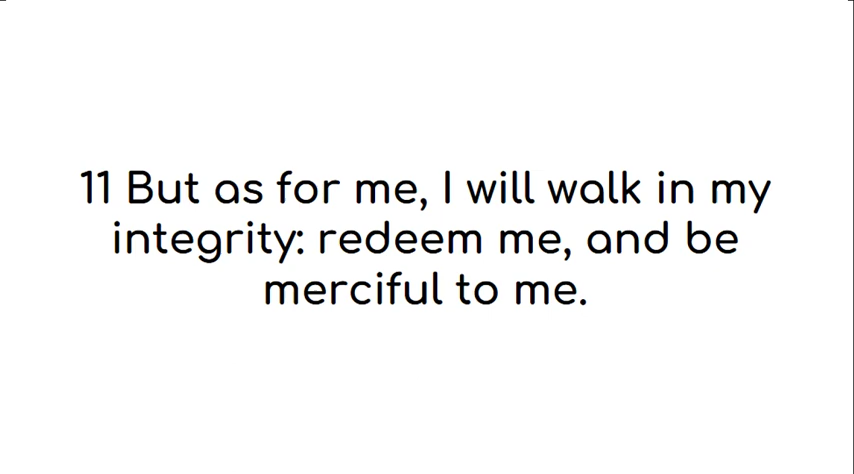 11 But as for me, I will walk in my
integrity: redeem me, and be
merciful to me.